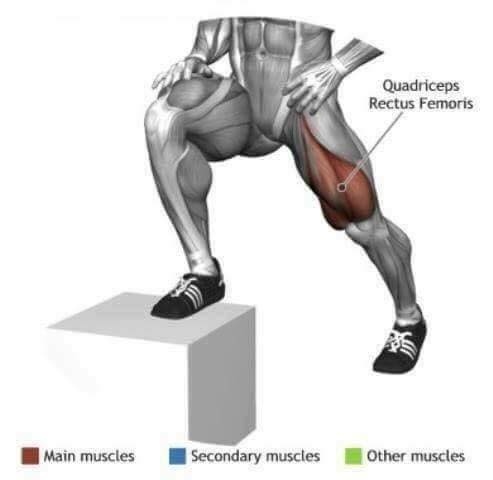 Quadriceps
Rectus Femoris
Main muscles
Secondary muscles
Other muscles